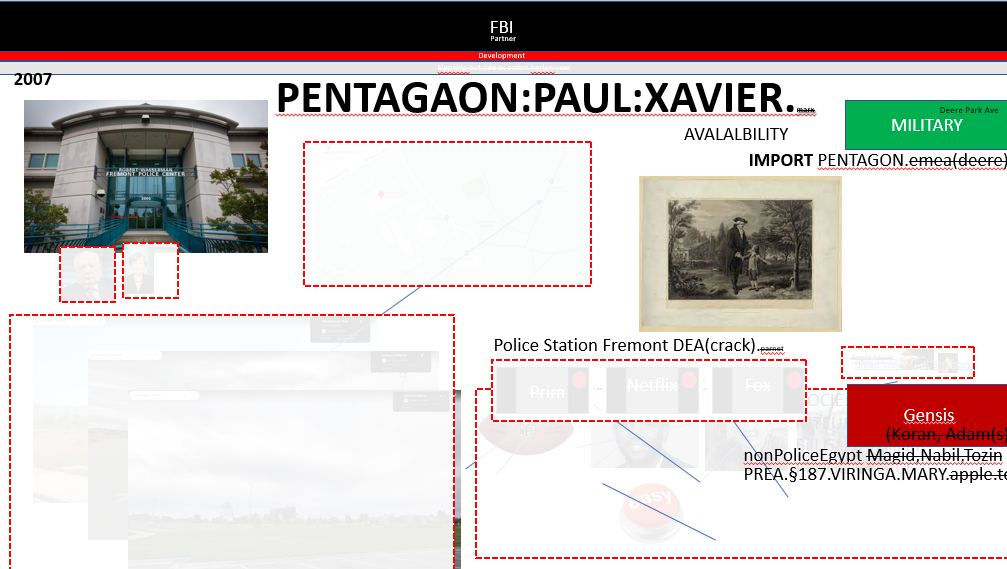 FBI
Partner
Development
2007
PENTAGAON:PAUL:XAVIER.mark
Deere Park Ave
MILITARY
AVALALBILITY
IMPORT PENTAGON.emea(deere)
ROBERT WASSERMAN
FREMONT POLICE CENTER
Police Station Fremont DEA(crack).parnet
Prim
Netflix
Fox
Gensis
(Koran, Adam(s)
nonPoliceEgypt Magid,Nabil,Tozin
PREA.§187.VIRINGA.MARY.apple.to
easy